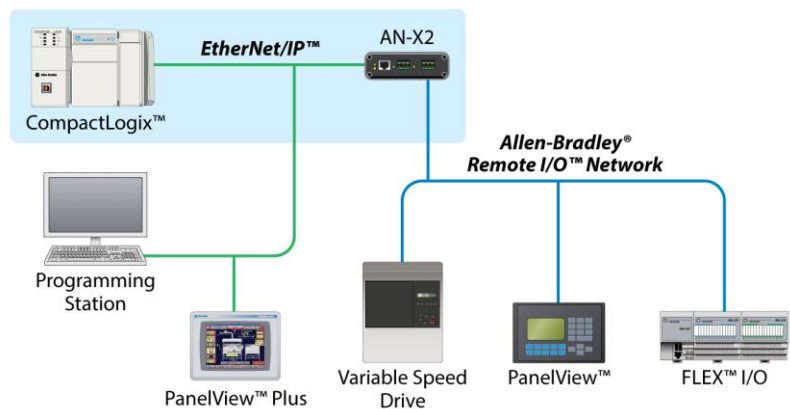 EtherNet/IP™
AN-X2
CompactLogix™
Allen-Bradley®
Remote I/O™ Network
Programming
Station
PanelView™ Plus
Variable Speed
Drive
PanelView™
FLEX™ I/O